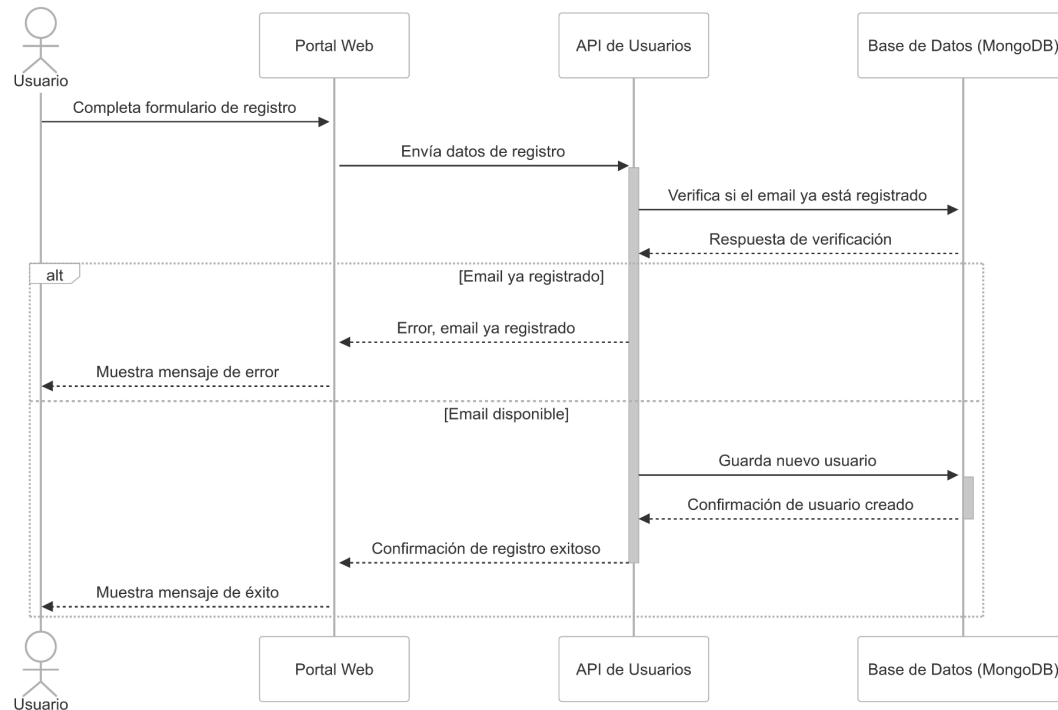 Usuario
Portal Web
API de Usuarios
Base de Datos (MongoDB)
Completa formulario de registro
Envía datos de registro
Verifica si el email ya está registrado
Respuesta de verificación
alt
[Email ya registrado]
Error, email ya registrado
Muestra mensaje de error
[Email disponible]
Guarda nuevo usuario
Confirmación de usuario creado
Confirmación de registro exitoso
Muestra mensaje de éxito
Usuario
Portal Web
API de Usuarios
Base de Datos (MongoDB)